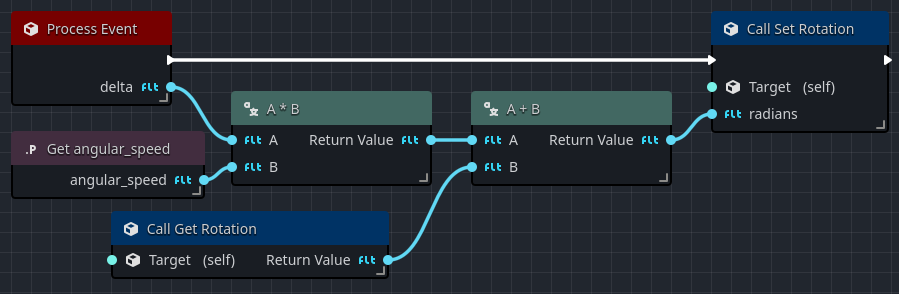 Process Event
delta Flt
.P Get angular_speed
angular_speed Flt
A * B
Flt A Return Value Flt
Flt B
A + B
Flt A Return Value Flt
Flt B
Call Get Rotation
Target (self) Return Value Flt
Call Set Rotation
Target (self)
Flt radians